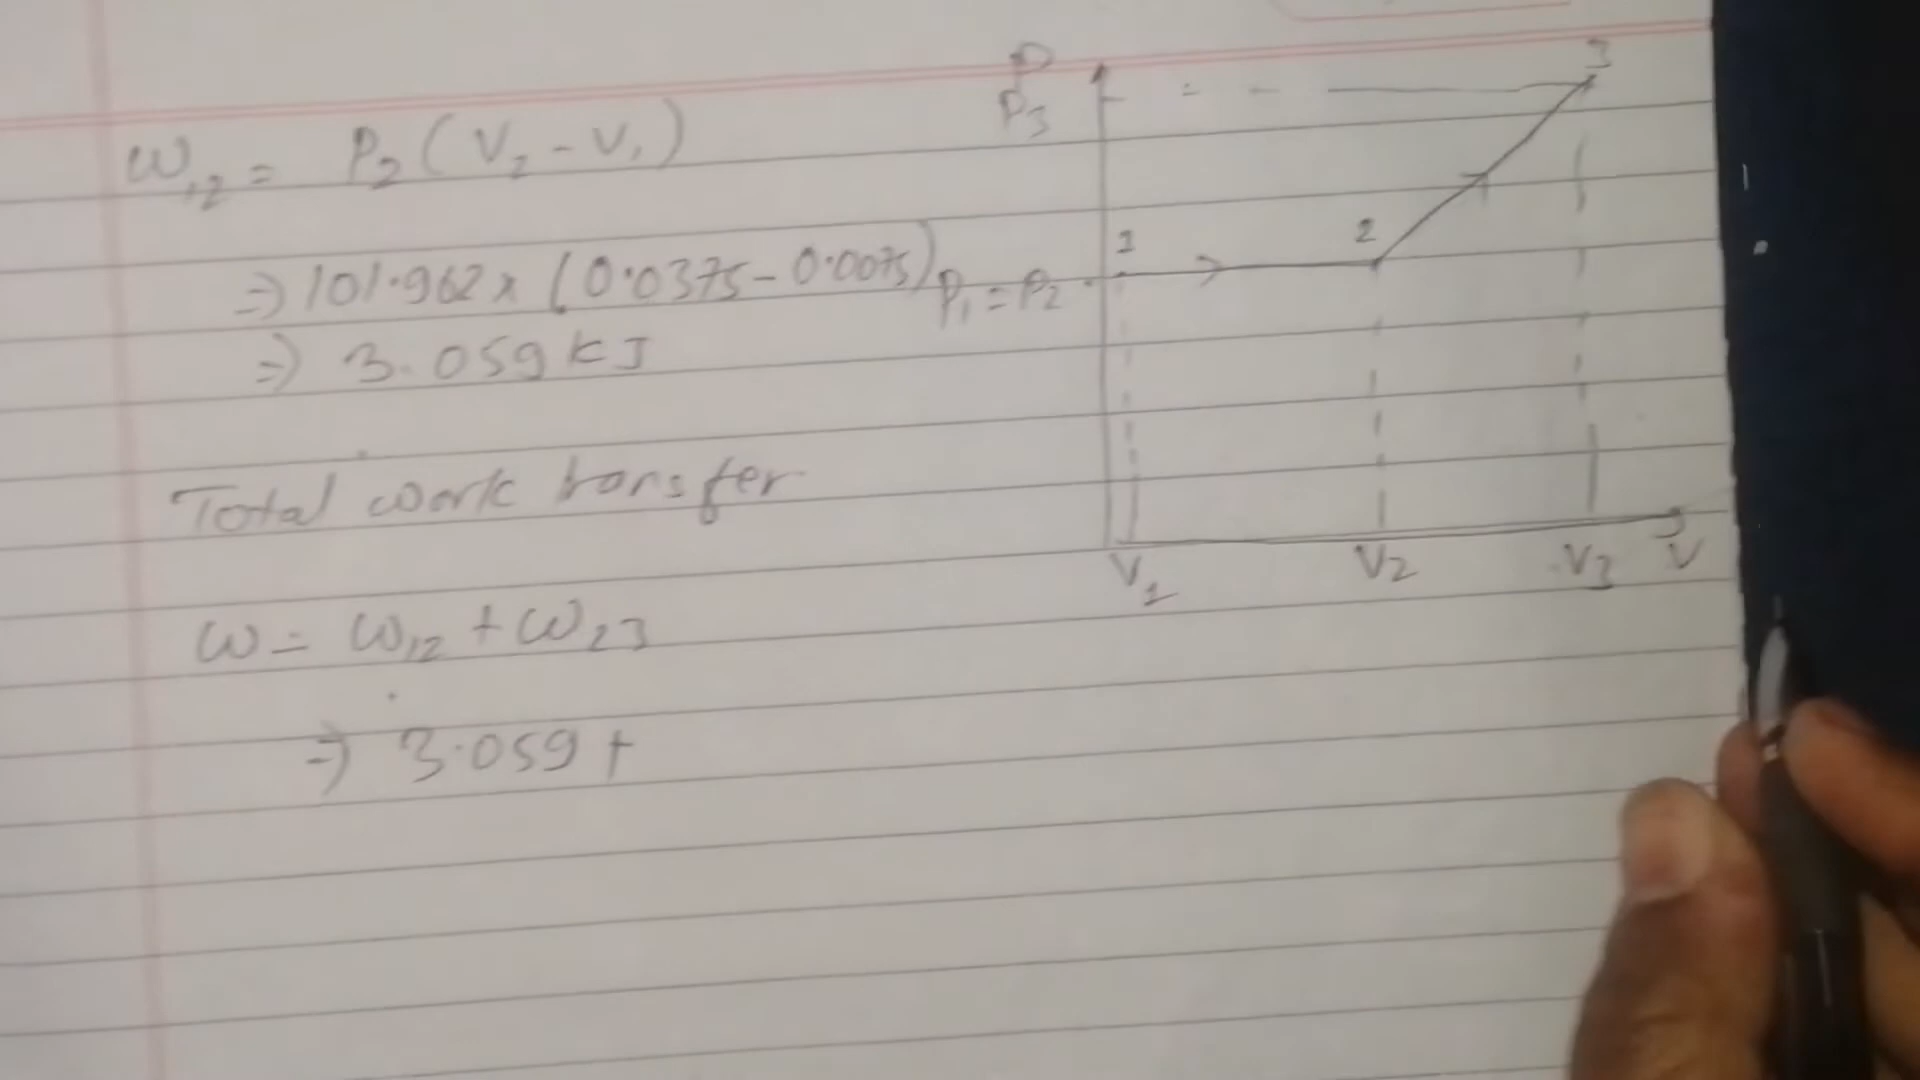 W₁₂ = P₂ ( V₂ - V₁ )
⇒ 101.962 x ( 0.0375 - 0.0075 )
⇒ 3.059 KJ
Total work transfer
W = W₁₂ + W₂₃
⇒ 3.059 +
P
P₃
3
1
2
P₁ = P₂
V₁
V₂
V₃
V